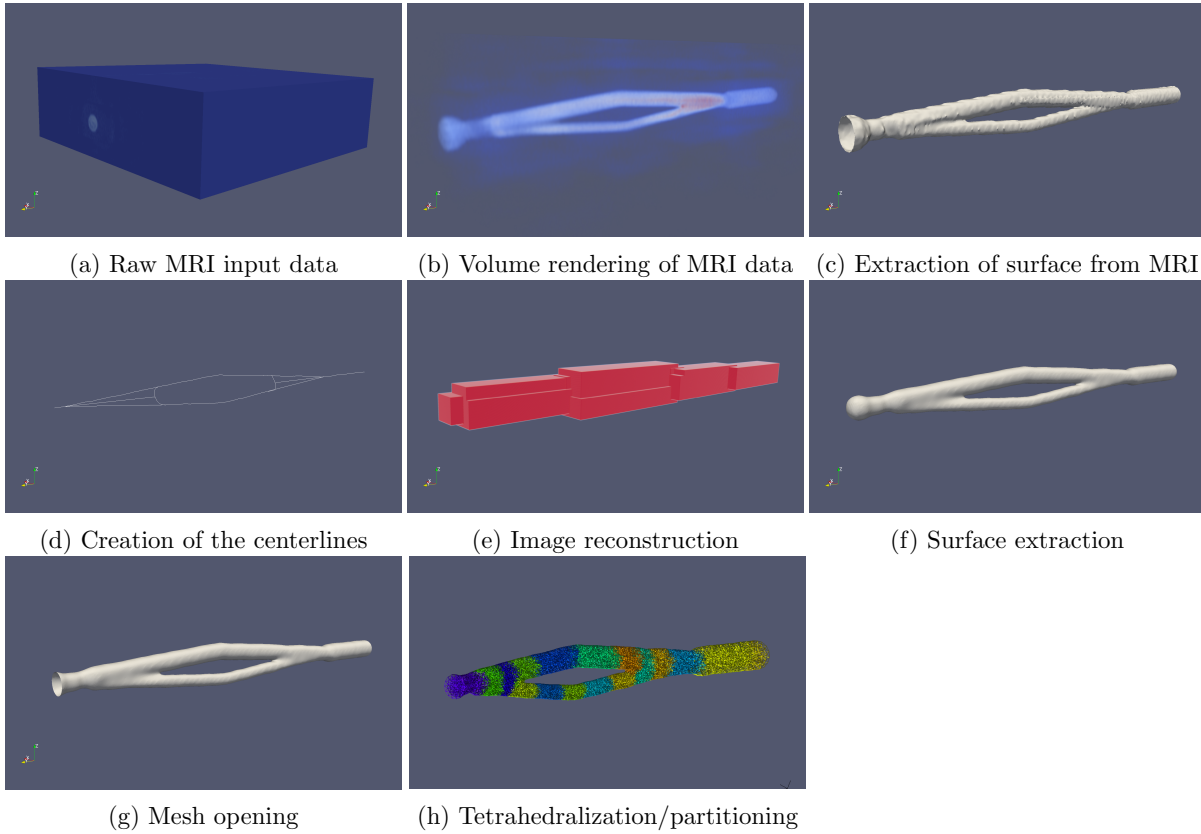 (a) Raw MRI input data
(b) Volume rendering of MRI data
(c) Extraction of surface from MRI
(d) Creation of the centerlines
(e) Image reconstruction
(f) Surface extraction
(g) Mesh opening
(h) Tetrahedralization/partitioning